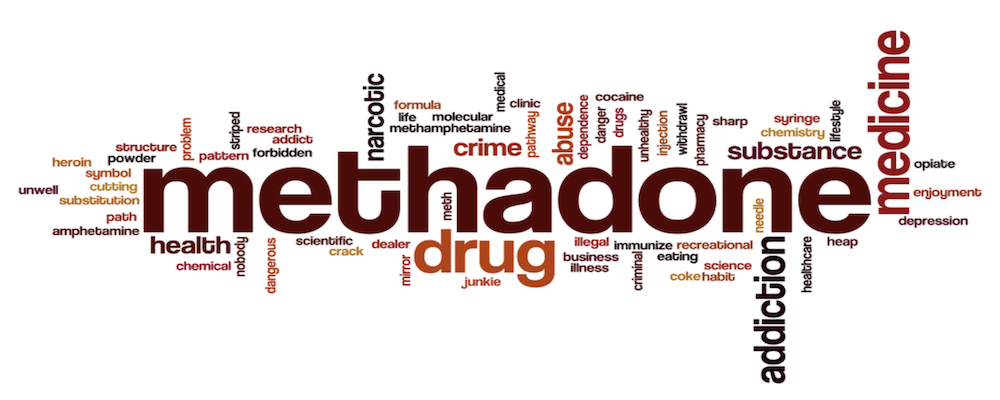 medicine
narcotic
medical
formula
clinic
cocaine
life
molecular
methamphetamine
pathway
abuse
dependence
danger
drugs
unhealthy
injection
withdrawl
pharmacy
sharp
syringe
chemistry
lifestyle
problem
striped
research
addict
structure
pattern
forbidden
crime
substance
heroin
powder
symbol
opiate
unwell
cutting
substitution
methadone
enjoyment
path
meth
needle
depression
amphetamine
health
nobody
dangerous
scientific
crack
dealer
mirror
drug
junkie
illegal
business
illness
immunize
eating
criminal
recreational
science
coke
habit
addiction
healthcare
heap
chemical